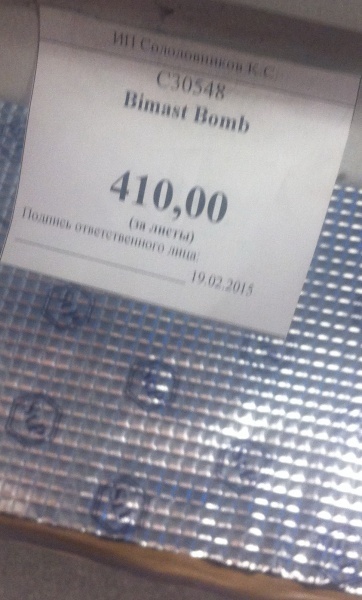 ИП Солодовников К.С.
С30548
Bimast Bomb
410,00
(за листы)
Подпись ответственного лица:
19.02.2015